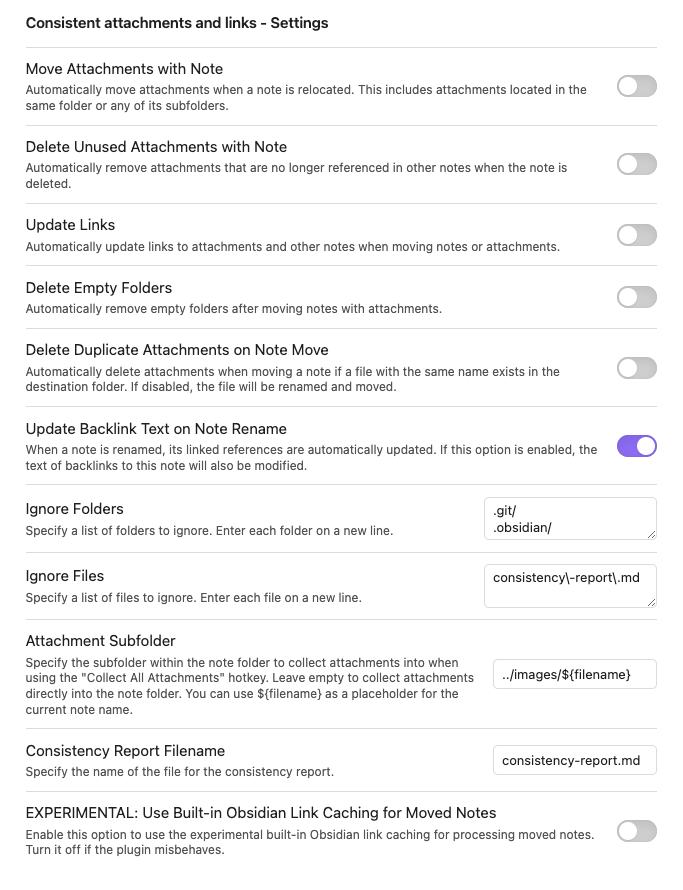 Consistent attachments and links - Settings
Move Attachments with Note
Automatically move attachments when a note is relocated. This includes attachments located in the
same folder or any of its subfolders.
Delete Unused Attachments with Note
Automatically remove attachments that are no longer referenced in other notes when the note is
deleted.
Update Links
Automatically update links to attachments and other notes when moving notes or attachments.
Delete Empty Folders
Automatically remove empty folders after moving notes with attachments.
Delete Duplicate Attachments on Note Move
Automatically delete attachments when moving a note if a file with the same name exists in the
destination folder. If disabled, the file will be renamed and moved.
Update Backlink Text on Note Rename
When a note is renamed, its linked references are automatically updated. If this option is enabled, the
text of backlinks to this note will also be modified.
Ignore Folders
Specify a list of folders to ignore. Enter each folder on a new line.
.git/
.obsidian/
Ignore Files
Specify a list of files to ignore. Enter each file on a new line.
consistency\-report\.md
Attachment Subfolder
Specify the subfolder within the note folder to collect attachments into when
using the "Collect All Attachments" hotkey. Leave empty to collect attachments
directly into the note folder. You can use ${filename} as a placeholder for the
current note name.
../images/${filename}
Consistency Report Filename
Specify the name of the file for the consistency report.
consistency-report.md
EXPERIMENTAL: Use Built-in Obsidian Link Caching for Moved Notes
Enable this option to use the experimental built-in Obsidian link caching for processing moved notes.
Turn it off if the plugin misbehaves.